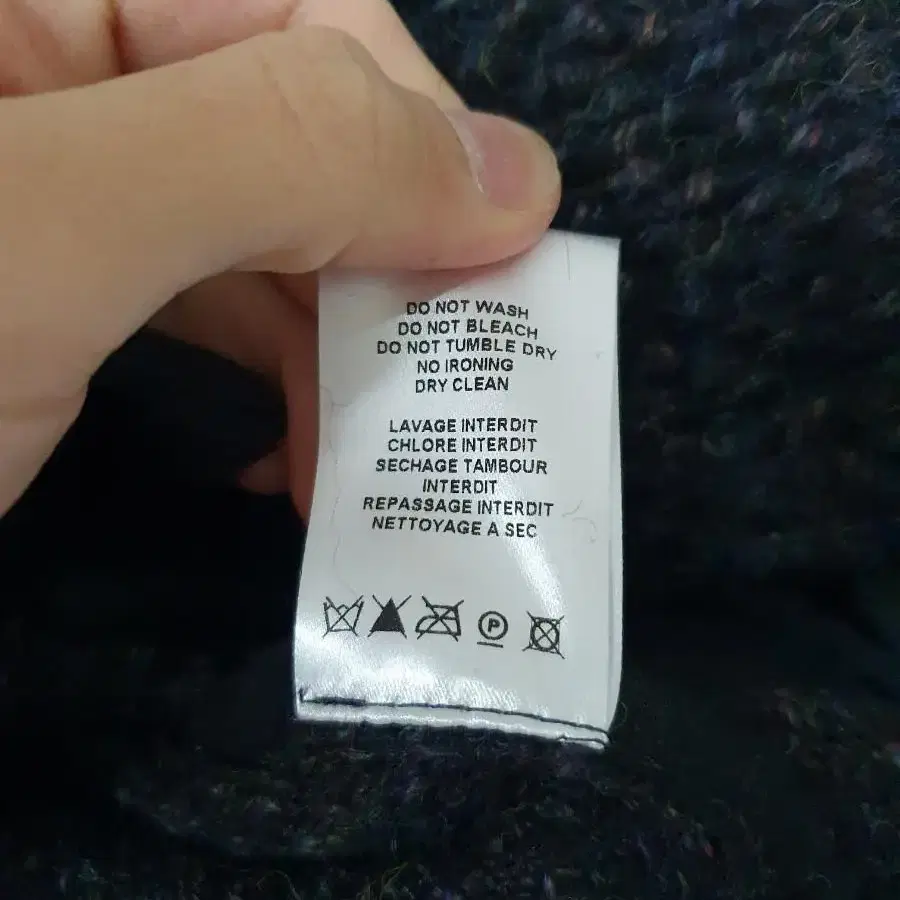 DO NOT WASH
DO NOT BLEACH
DO NOT TUMBLE DRY
NO IRONING
DRY CLEAN
LAVAGE INTERDIT
CHLORE INTERDIT
SECHAGE TAMBOUR
INTERDIT
REPASSAGE INTERDIT
NETTOYAGE A SEC
P